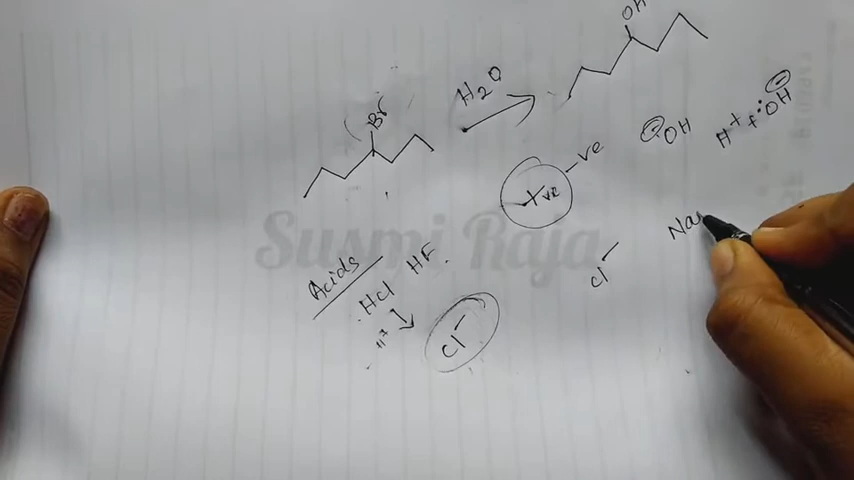 OH
H₂O
Br
⊖OH
H⁺ + :OH⊖
-ve
+ve
Susmi Raja
Acids
HCl
HF
H⁺
Cl⁻
Cl⁻
Na